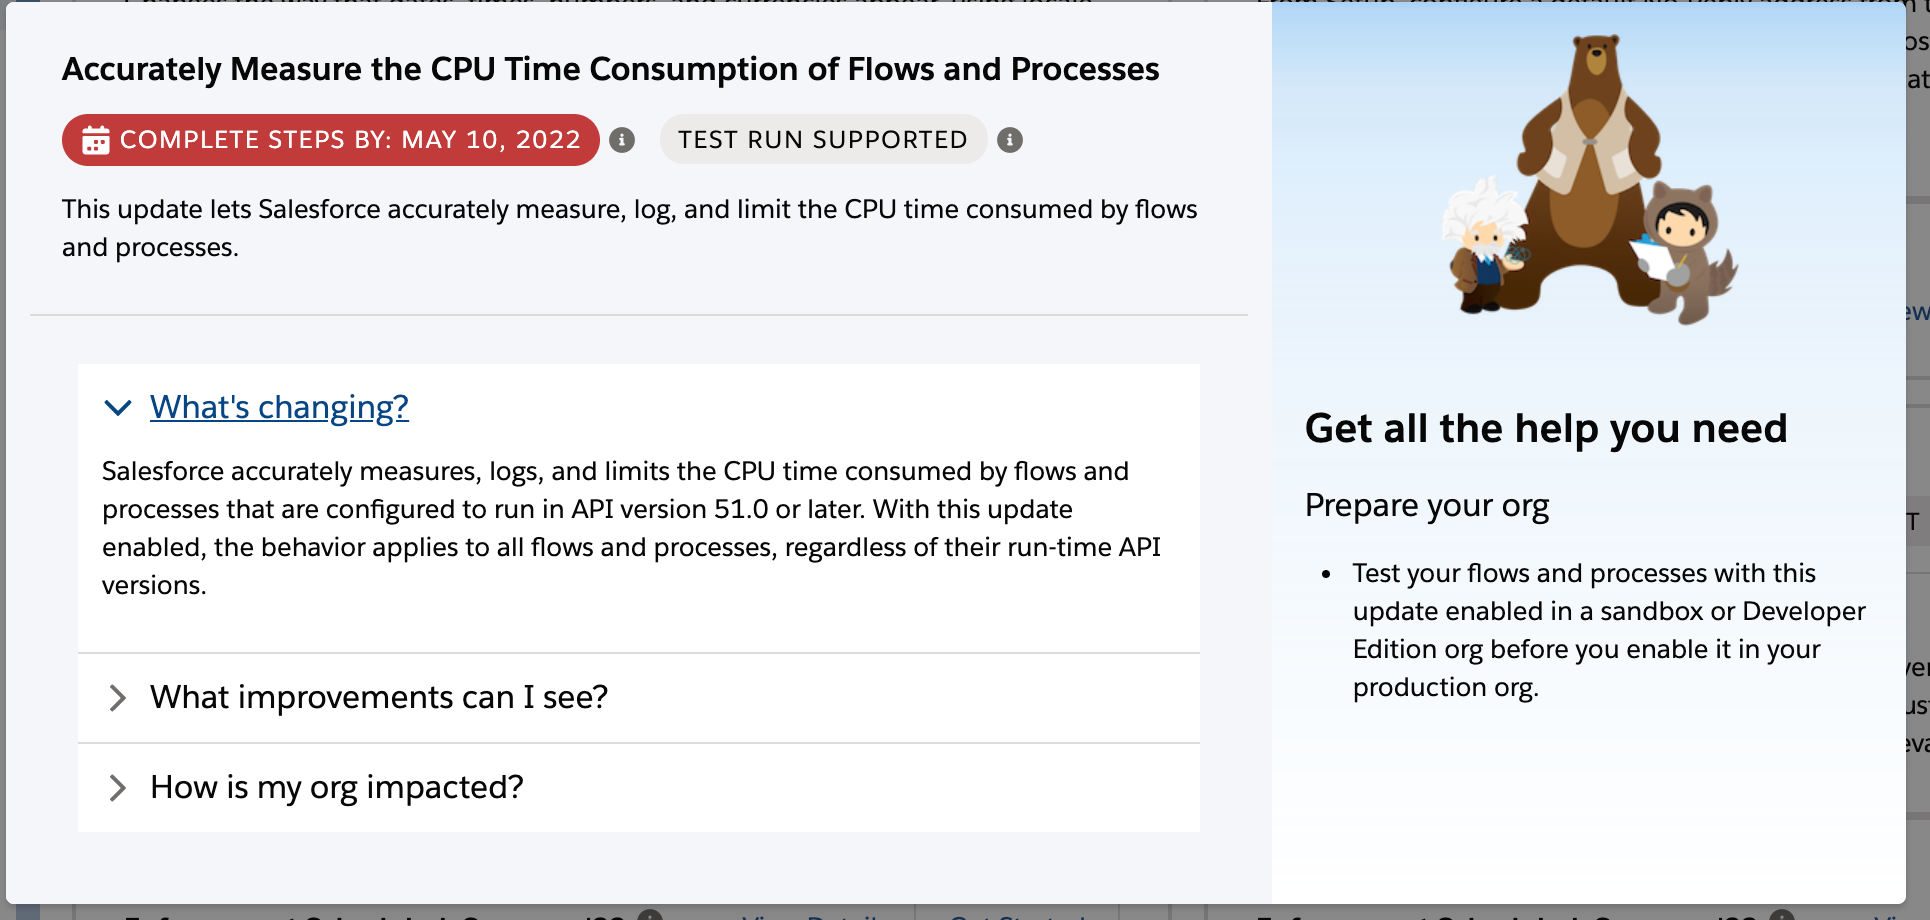 Accurately Measure the CPU Time Consumption of Flows and Processes
COMPLETE STEPS BY: MAY 10, 2022
TEST RUN SUPPORTED
This update lets Salesforce accurately measure, log, and limit the CPU time consumed by flows
and processes.
What's changing?
Salesforce accurately measures, logs, and limits the CPU time consumed by flows and
processes that are configured to run in API version 51.0 or later. With this update
enabled, the behavior applies to all flows and processes, regardless of their run-time API
versions.
What improvements can I see?
How is my org impacted?
Get all the help you need
Prepare your org
• Test your flows and processes with this
update enabled in a sandbox or Developer
Edition org before you enable it in your
production org.